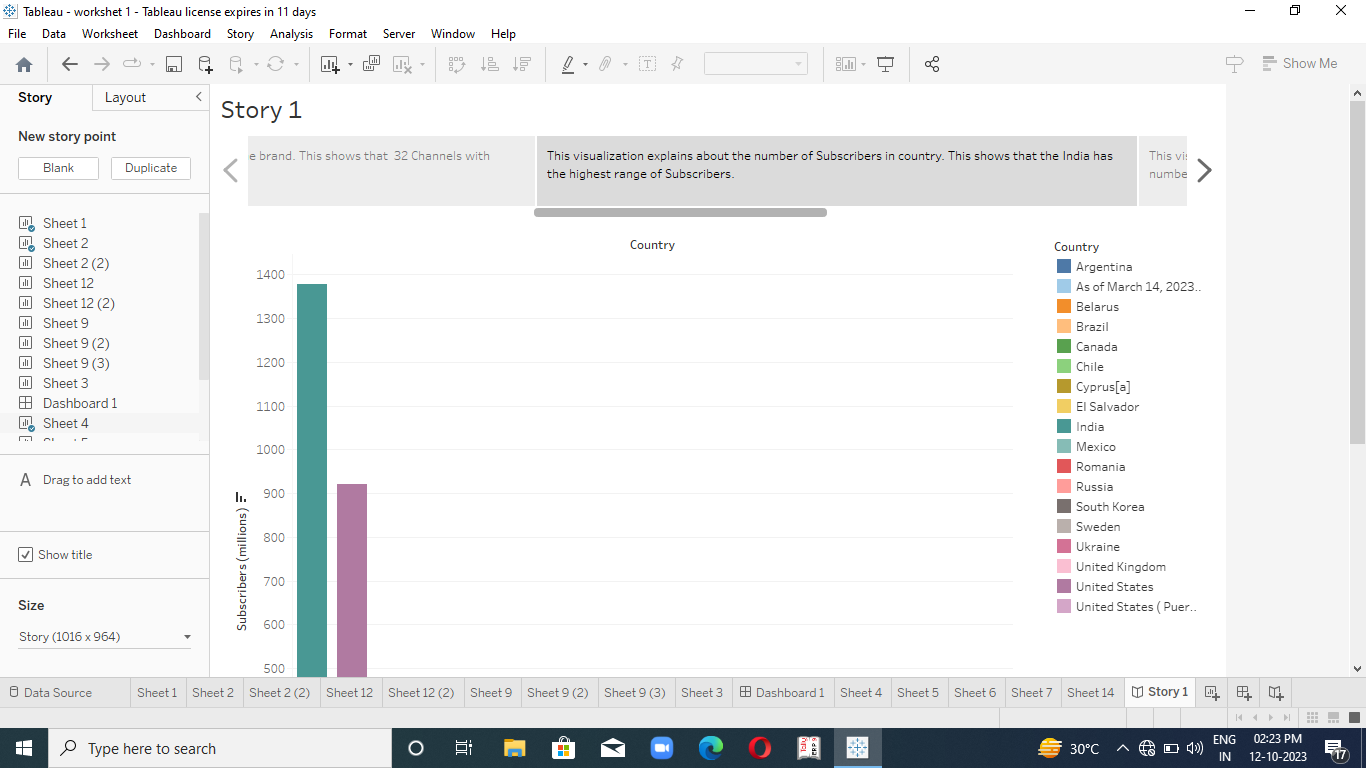 Tableau - workshet 1 - Tableau license expires in 11 days
File Data Worksheet Dashboard Story Analysis Format Server Window Help
Show Me
Story Layout
New story point
Blank Duplicate
Sheet 1
Sheet 2
Sheet 2 (2)
Sheet 12
Sheet 12 (2)
Sheet 9
Sheet 9 (2)
Sheet 9 (3)
Sheet 3
Dashboard 1
Sheet 4
A Drag to add text
Show title
Size
Story (1016 x 964)
Story 1
e brand. This shows that 32 Channels with
This visualization explains about the number of Subscribers in country. This shows that the India has
the highest range of Subscribers.
This
Country
1400
1300
1200
1100
1000
900
800
700
600
500
Subscribers (millions)
Country
Argentina
As of March 14, 2023..
Belarus
Brazil
Canada
Chile
Cyprus[a]
El Salvador
India
Mexico
Romania
Russia
South Korea
Sweden
Ukraine
United Kingdom
United States
United States ( Puer..
Data Source Sheet 1 Sheet 2 Sheet 2 (2) Sheet 12 Sheet 12 (2) Sheet 9 Sheet 9 (2) Sheet 9 (3) Sheet 3 Dashboard 1 Sheet 4 Sheet 5 Sheet 6 Sheet 7 Sheet 14 Story 1
Type here to search
30°C
ENG
IN
02:23 PM
12-10-2023
17